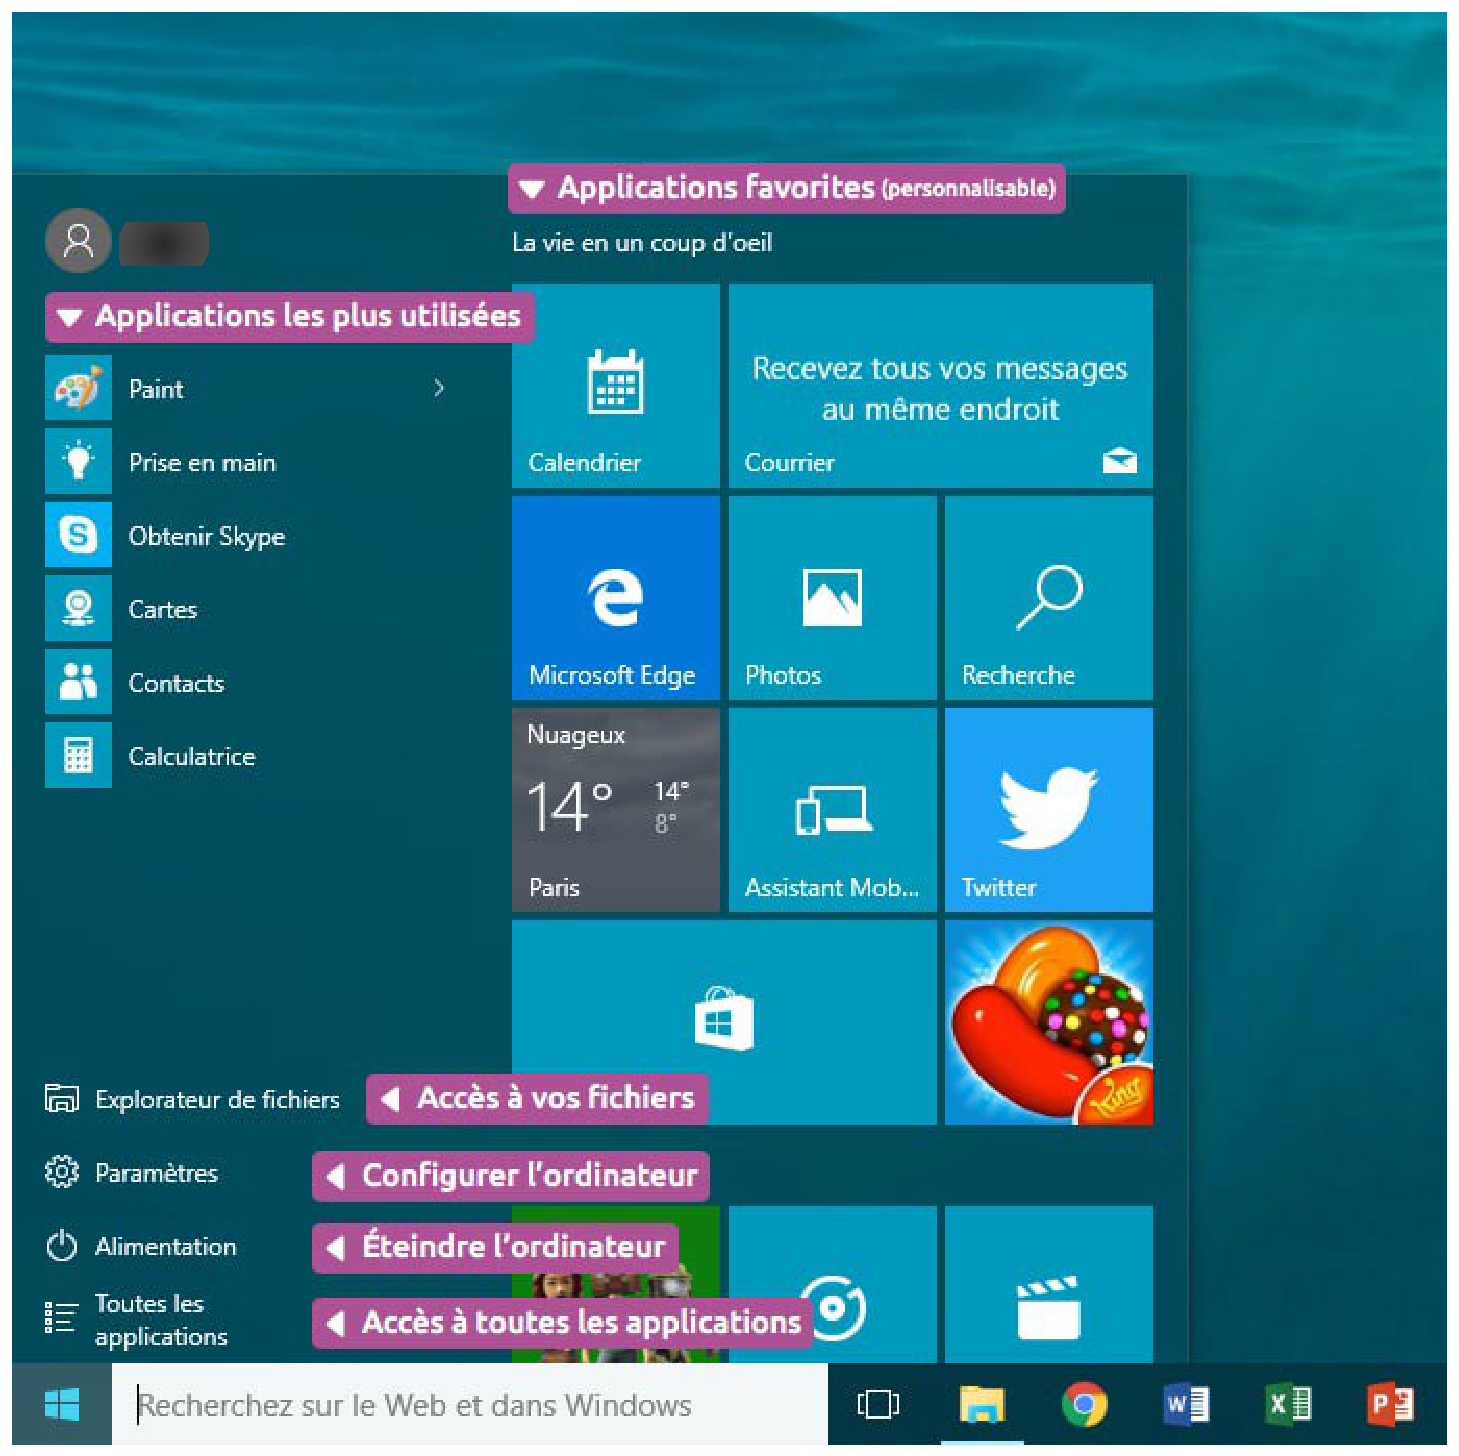 Applications favorites (personnalisable)
La vie en un coup d'oeil
Applications les plus utilisées
Paint
Prise en main
Obtenir Skype
Cartes
Contacts
Calculatrice
Calendrier
Recevez tous vos messages
au même endroit
Courrier
Microsoft Edge
Photos
Recherche
Nuageux
14°
14°
8°
Paris
Assistant Mob...
Twitter
King
Explorateur de fichiers
Accès à vos fichiers
Paramètres
Configurer l'ordinateur
Alimentation
Éteindre l'ordinateur
Toutes les
applications
Accès à toutes les applications
Recherchez sur le Web et dans Windows